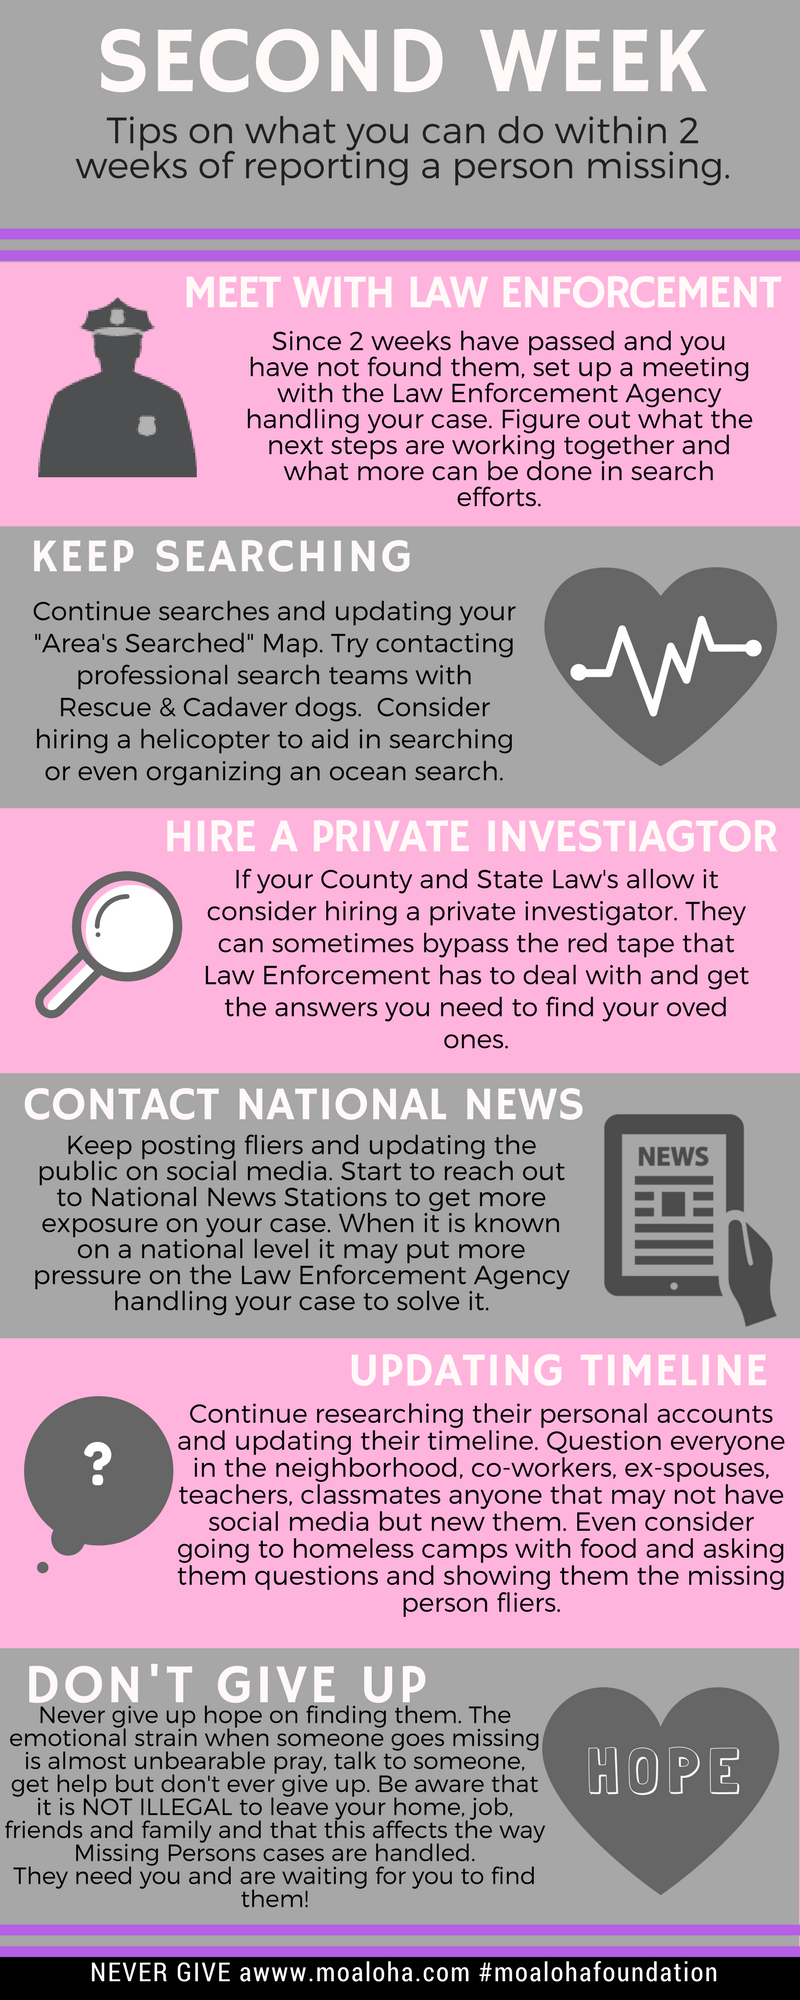 SECOND WEEK
Tips on what you can do within 2
weeks of reporting a person missing.
MEET WITH LAW ENFORCEMENT
Since 2 weeks have passed and you
have not found them, set up a meeting
with the Law Enforcement Agency
handling your case. Figure out what the
next steps are working together and
what more can be done in search
efforts.
KEEP SEARCHING
Continue searches and updating your
"Area's Searched" Map. Try contacting
professional search teams with
Rescue & Cadaver dogs.  Consider
hiring a helicopter to aid in searching
or even organizing an ocean search.
HIRE A PRIVATE INVESTIAGTOR
If your County and State Law's allow it
consider hiring a private investigator. They
can sometimes bypass the red tape that
Law Enforcement has to deal with and get
the answers you need to find your oved
ones.
CONTACT NATIONAL NEWS
Keep posting fliers and updating the
public on social media. Start to reach out
to National News Stations to get more
exposure on your case. When it is known
on a national level it may put more
pressure on the Law Enforcement Agency
handling your case to solve it.
NEWS
UPDATING TIMELINE
?
Continue researching their personal accounts
and updating their timeline. Question everyone
in the neighborhood, co-workers, ex-spouses,
teachers, classmates anyone that may not have
social media but new them. Even consider
going to homeless camps with food and asking
them questions and showing them the missing
person fliers.
DON'T GIVE UP
Never give up hope on finding them. The
emotional strain when someone goes missing
is almost unbearable pray, talk to someone,
get help but don't ever give up. Be aware that
it is NOT ILLEGAL to leave your home, job,
friends and family and that this affects the way
Missing Persons cases are handled.
They need you and are waiting for you to find
them!
HOPE
NEVER GIVE awww.moaloha.com #moalohafoundation